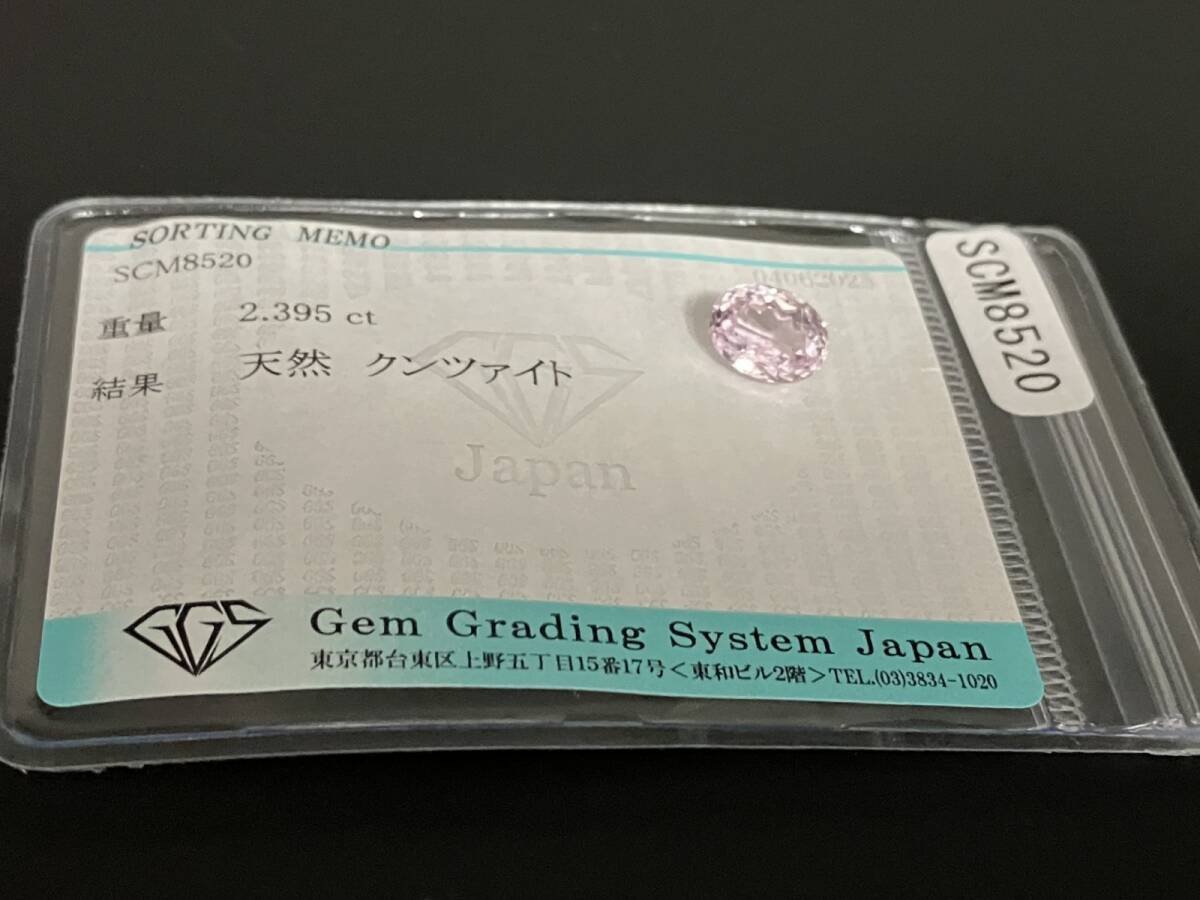 SORTING MEMO
SCM8520
04062023
重量 2.395 ct
結果 天然 クンツァイト
Japan
GGS
Gem Grading System Japan
東京都台東区上野五丁目15番17号<東和ビル2階>TEL.(03)3834-1020
SCM8520